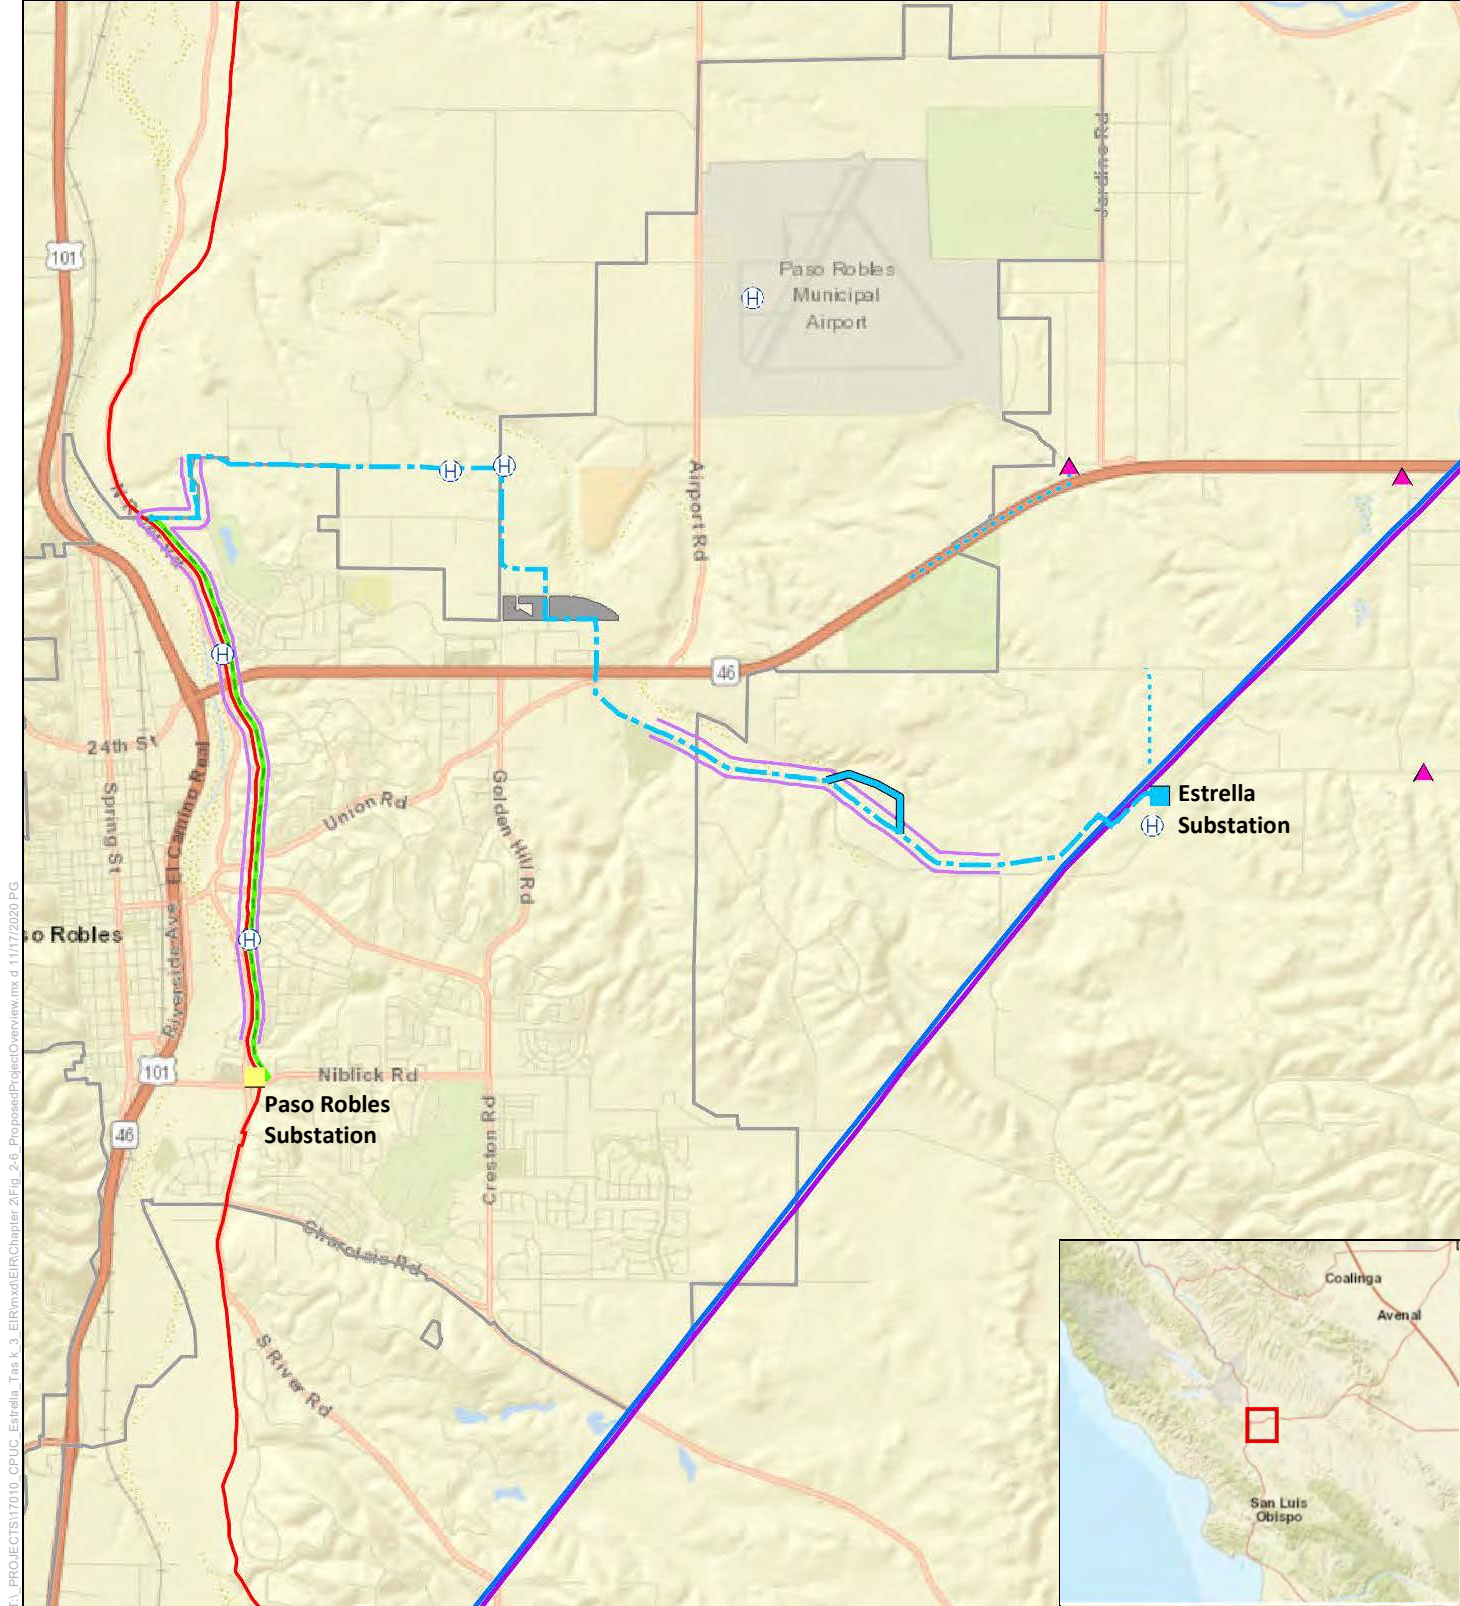 Jardine Rd
101
Paso Robles
Municipal
Airport
H
H
H
Airport Rd
46
H
24th St
Spring St
Riverside Ave
El Camino Real
Union Rd
Golden Hill Rd
Estrella
Substation
H
so Robles
H
101
Niblick Rd
Paso Robles
Substation
46
Creston Rd
Charolais Rd
S River Rd
Coalinga
Avenal
San Luis
Obispo